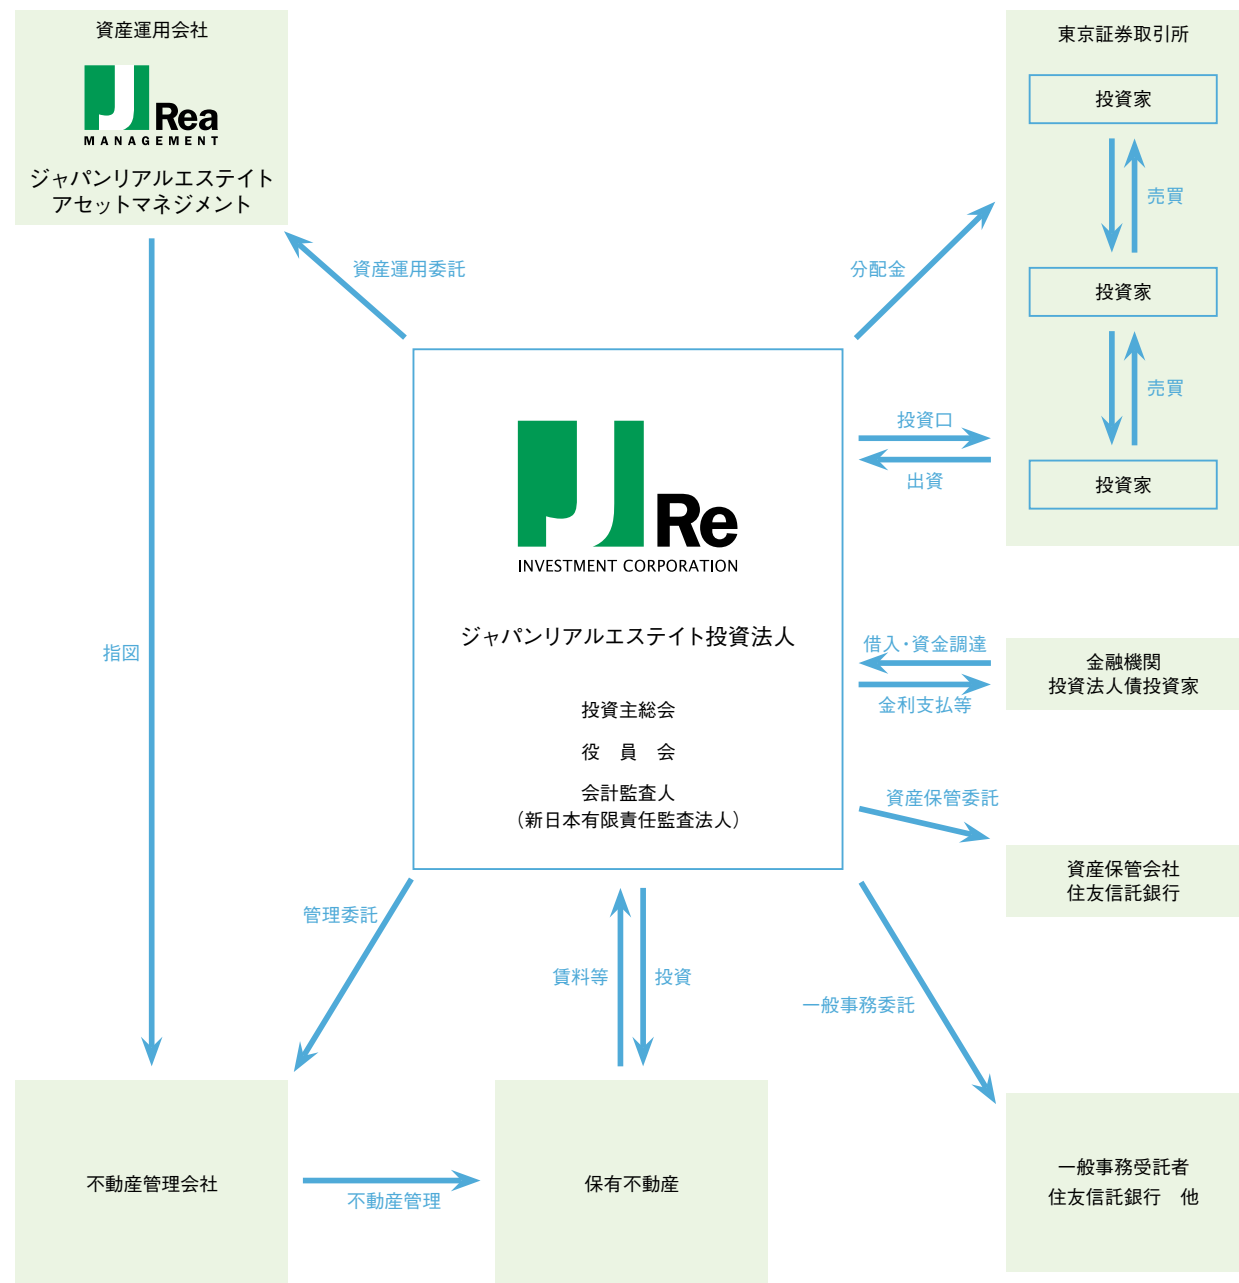 資産運用会社
JRea
MANAGEMENT
ジャパンリアルエステイト
アセットマネジメント
東京証券取引所
投資家
売買
投資家
売買
投資家
資産運用委託
分配金
投資口
出資
JRe
INVESTMENT CORPORATION
ジャパンリアルエステイト投資法人
投資主総会
役　員　会
会計監査人
（新日本有限責任監査法人）
指図
借入・資金調達
金利支払等
金融機関
投資法人債投資家
資産保管委託
資産保管会社
住友信託銀行
管理委託
賃料等
投資
一般事務委託
不動産管理会社
不動産管理
保有不動産
一般事務受託者
住友信託銀行　他